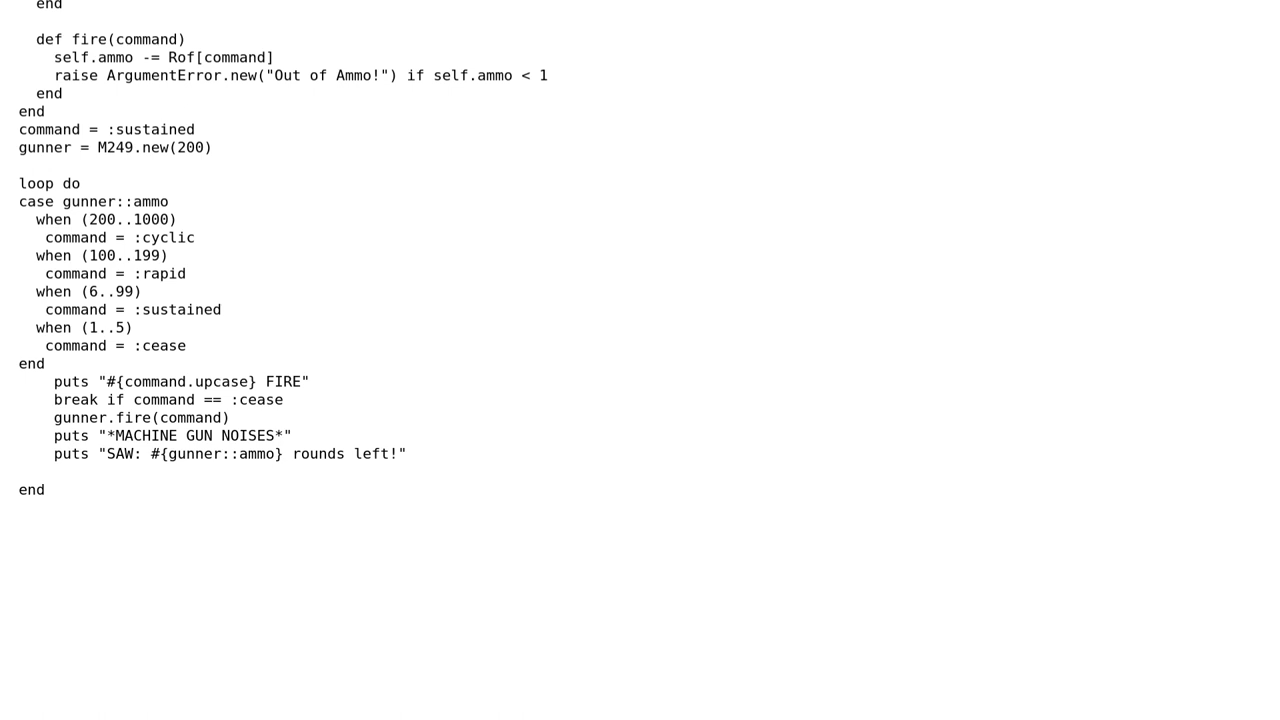 end

  def fire(command)
    self.ammo -= Rof[command]
    raise ArgumentError.new("Out of Ammo!") if self.ammo < 1
  end
end
command = :sustained
gunner = M249.new(200)

loop do
case gunner::ammo
  when (200..1000)
   command = :cyclic
  when (100..199)
   command = :rapid
  when (6..99)
   command = :sustained
  when (1..5)
   command = :cease
end
    puts "#{command.upcase} FIRE"
    break if command == :cease
    gunner.fire(command)
    puts "*MACHINE GUN NOISES*"
    puts "SAW: #{gunner::ammo} rounds left!"

end